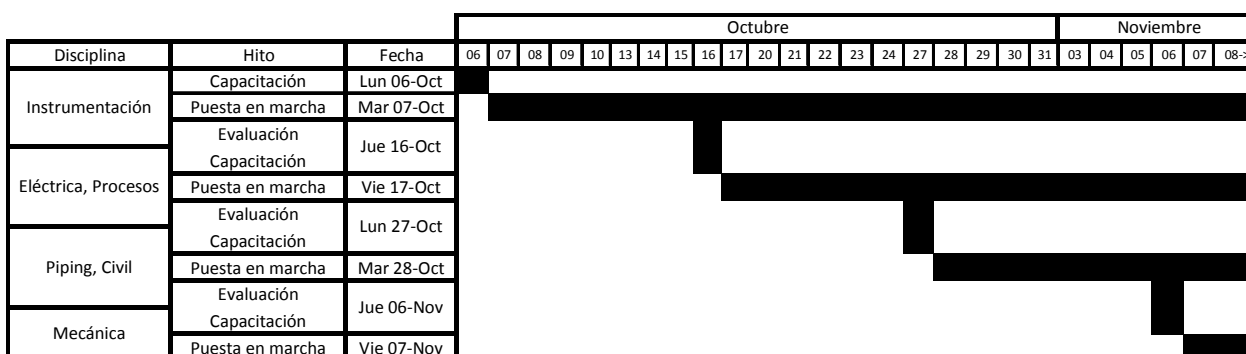 Octubre Noviembre
Disciplina Hito Fecha 06 07 08 09 10 13 14 15 16 17 20 21 22 23 24 27 28 29 30 31 03 04 05 06 07 08->
Capacitación Lun 06-Oct
Instrumentación Puesta en marcha Mar 07-Oct
Evaluación
Jue 16-Oct
Capacitación
Eléctrica, Procesos Puesta en marcha Vie 17-Oct
Evaluación
Lun 27-Oct
Capacitación
Piping, Civil Puesta en marcha Mar 28-Oct
Evaluación
Jue 06-Nov
Capacitación
Mecánica
Puesta en marcha Vie 07-Nov